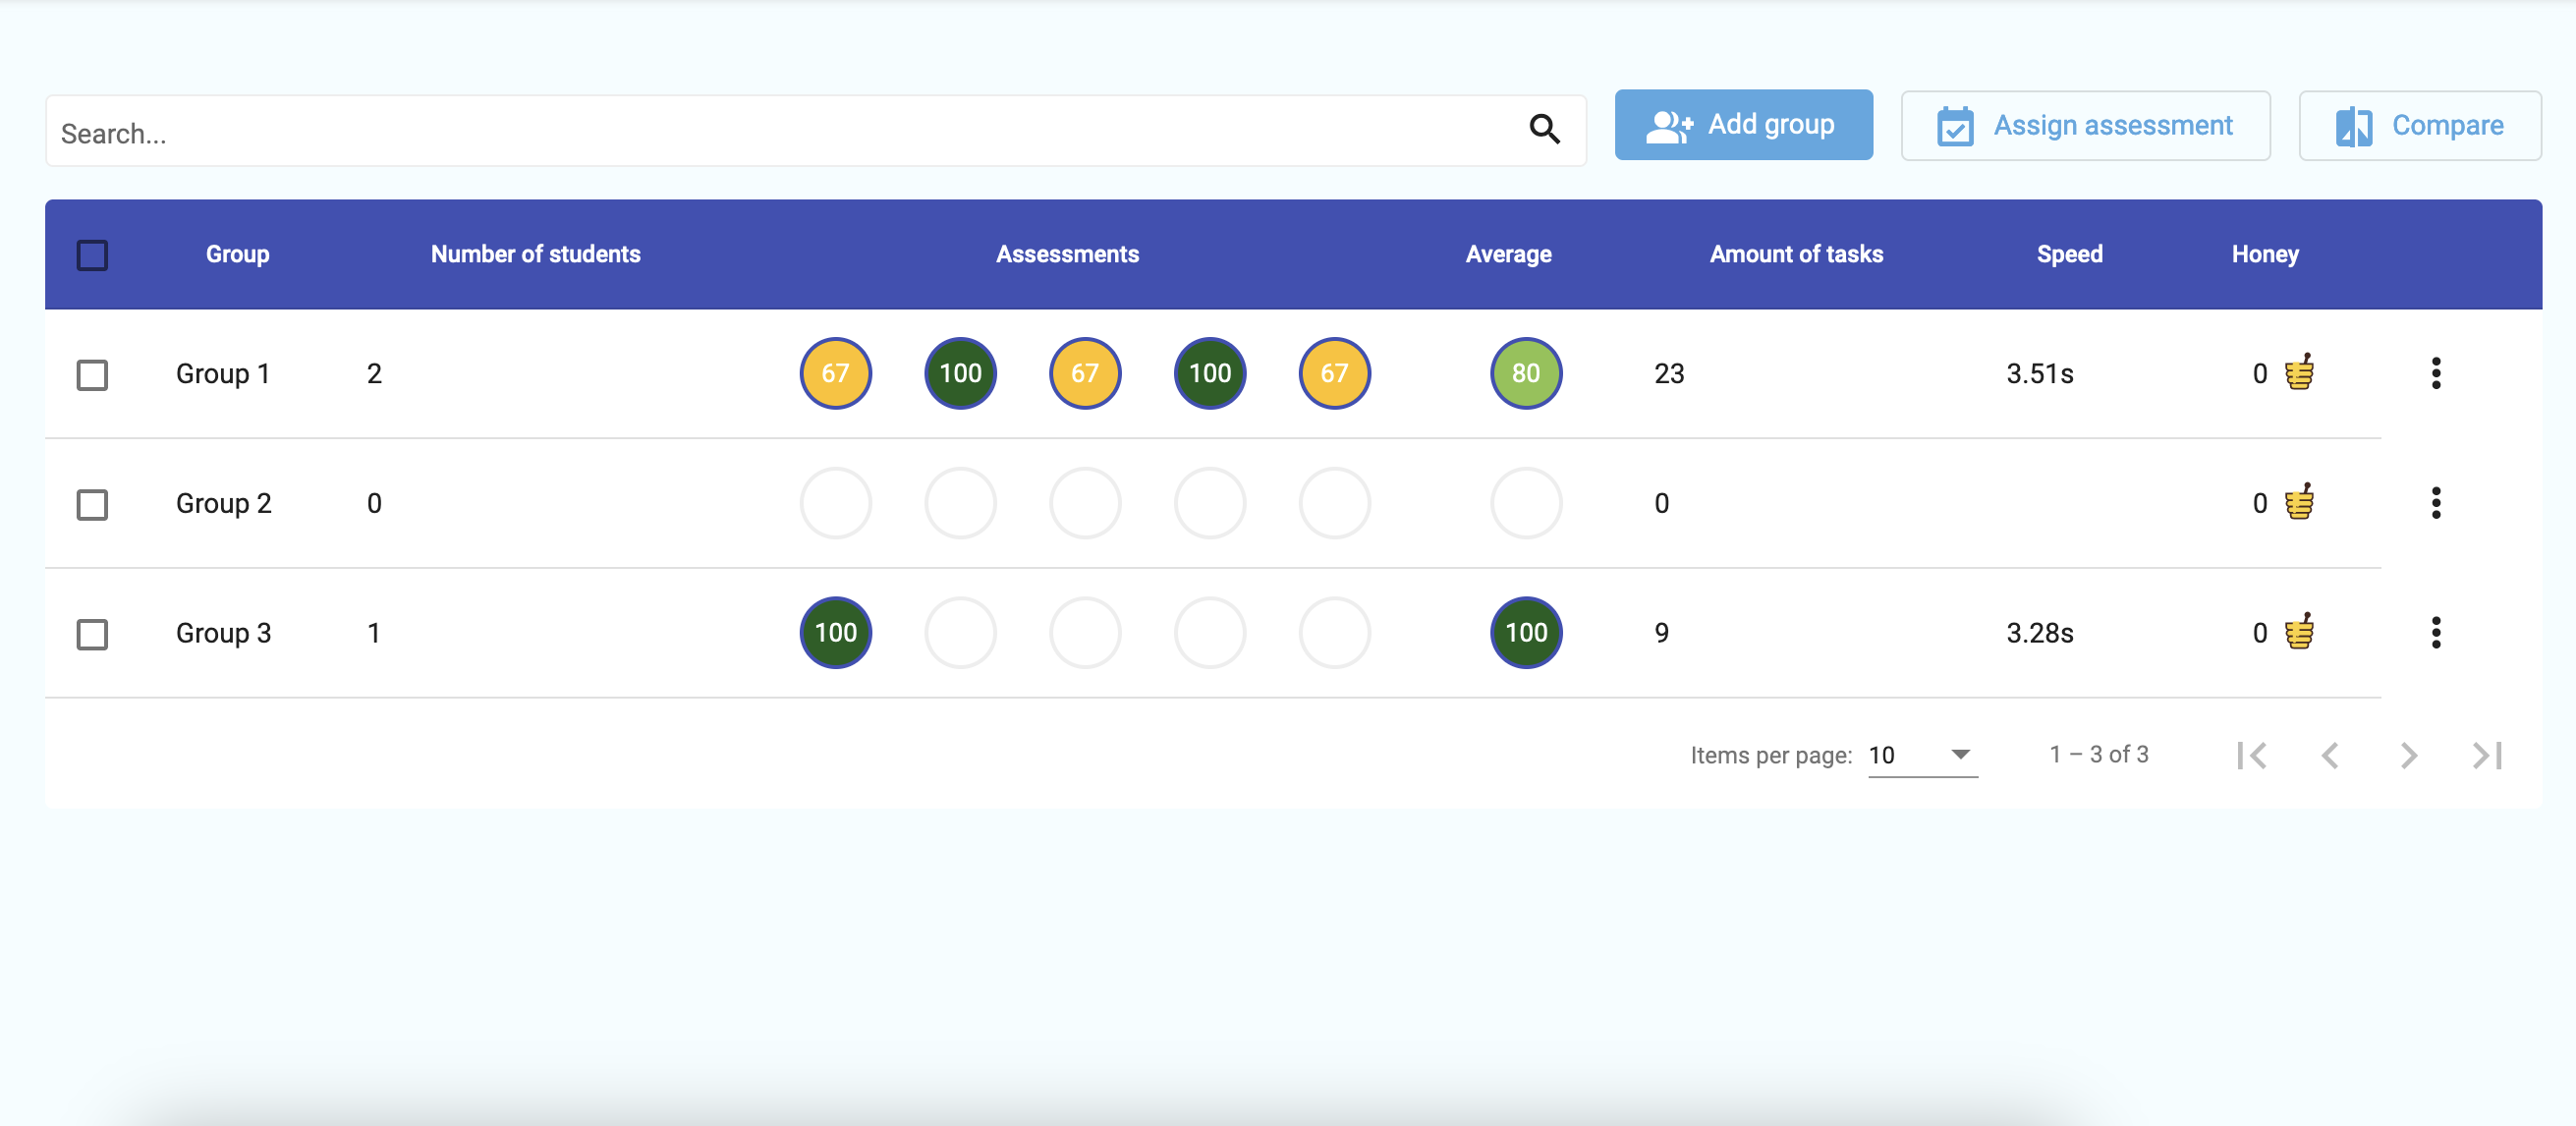 Search...
Add group
Assign assessment
Compare
Group Number of students Assessments Average Amount of tasks Speed Honey
Group 1 2 67 100 67 100 67 80 23 3.51s 0
Group 2 0 0 0
Group 3 1 100 100 9 3.28s 0
Items per page: 10 1 – 3 of 3